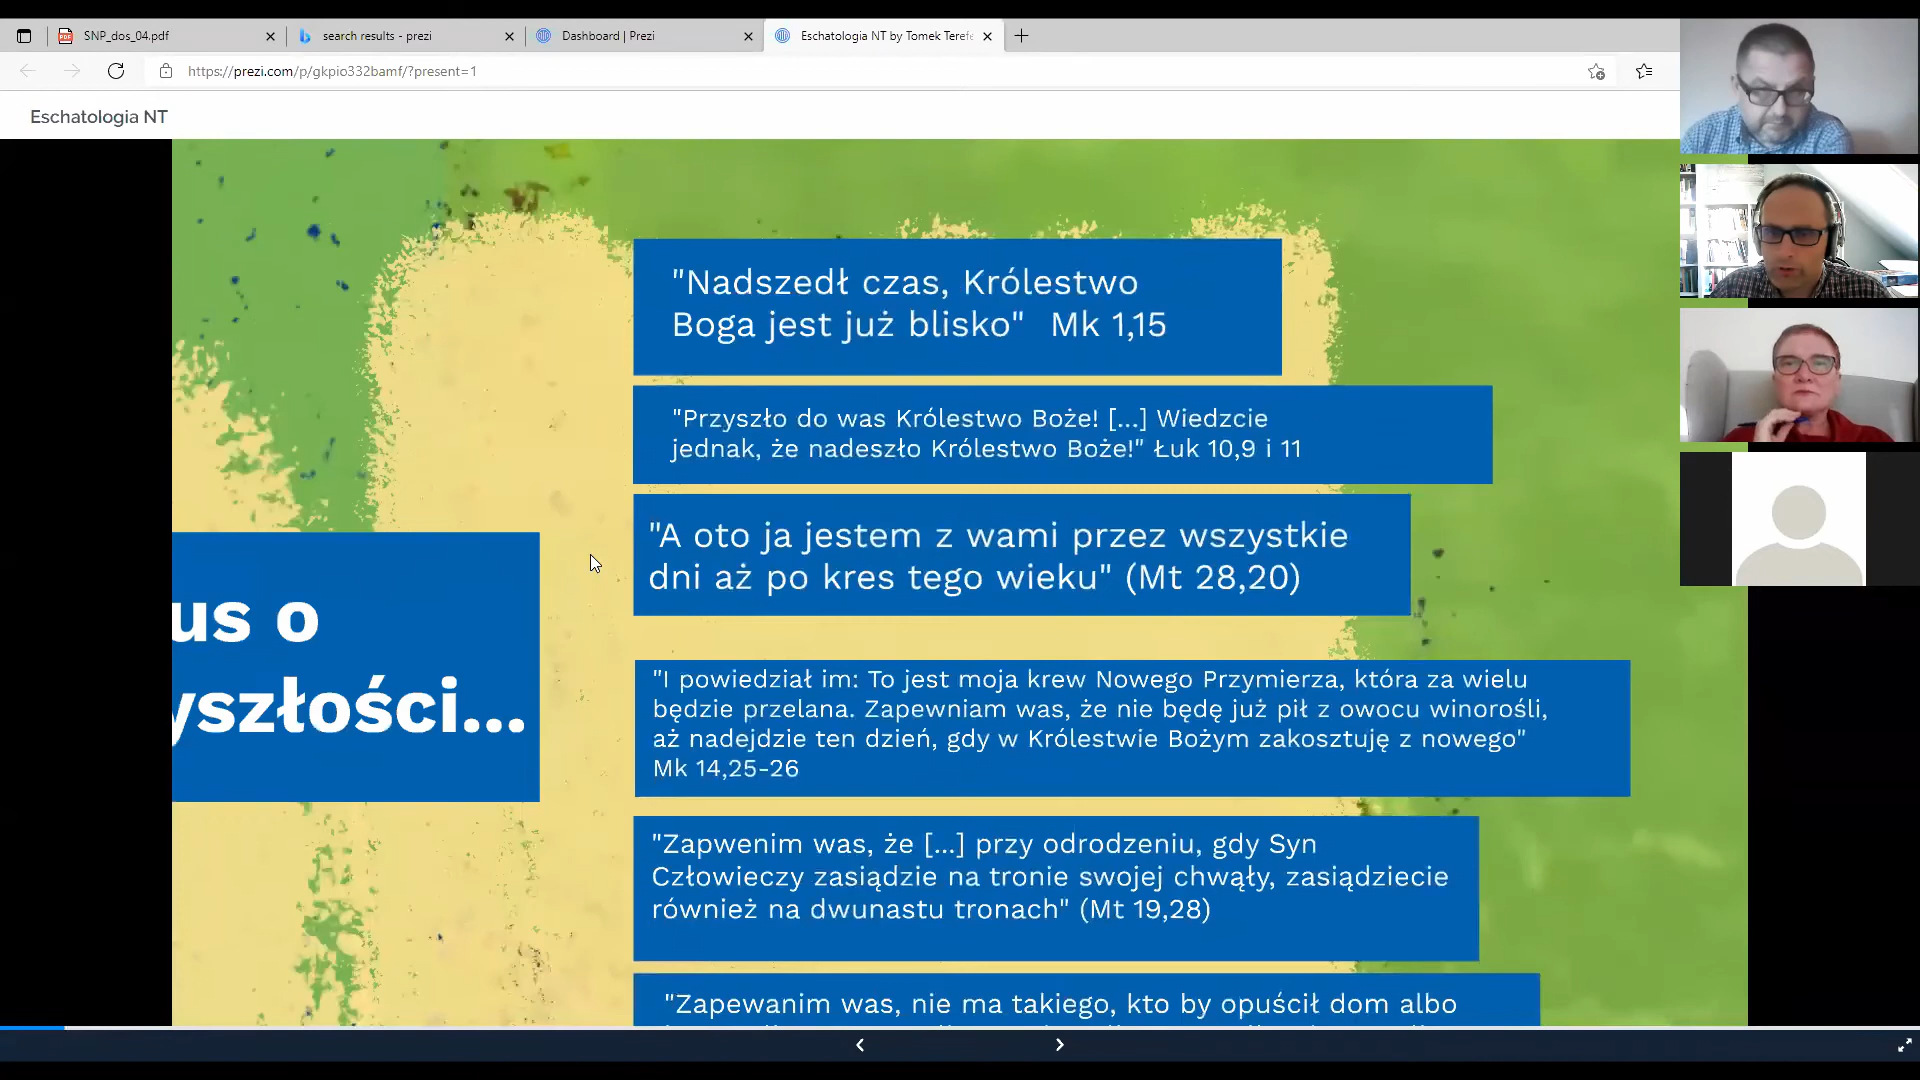 SNP_dos_04.pdf
search results - prezi
Dashboard | Prezi
Eschatologia NT by Tomek Teref
https://prezi.com/p/gkpio332bamf/?present=1
Eschatologia NT
"Nadszedł czas, Królestwo
Boga jest już blisko" Mk 1,15
"Przyszło do was Królestwo Boże! [...] Wiedzcie
jednak, że nadeszło Królestwo Boże!" Łuk 10,9 i 11
"A oto ja jestem z wami przez wszystkie
dni aż po kres tego wieku" (Mt 28,20)
us o
yszłości...
"I powiedział im: To jest moja krew Nowego Przymierza, która za wielu
będzie przelana. Zapewniam was, że nie będę już pił z owocu winorośli,
aż nadejdzie ten dzień, gdy w Królestwie Bożym zakosztuję z nowego"
Mk 14,25-26
"Zapwenim was, że [...] przy odrodzeniu, gdy Syn
Człowieczy zasiądzie na tronie swojej chwąły, zasiądziecie
również na dwunastu tronach" (Mt 19,28)
"Zapewanim was, nie ma takiego, kto by opuścił dom albo